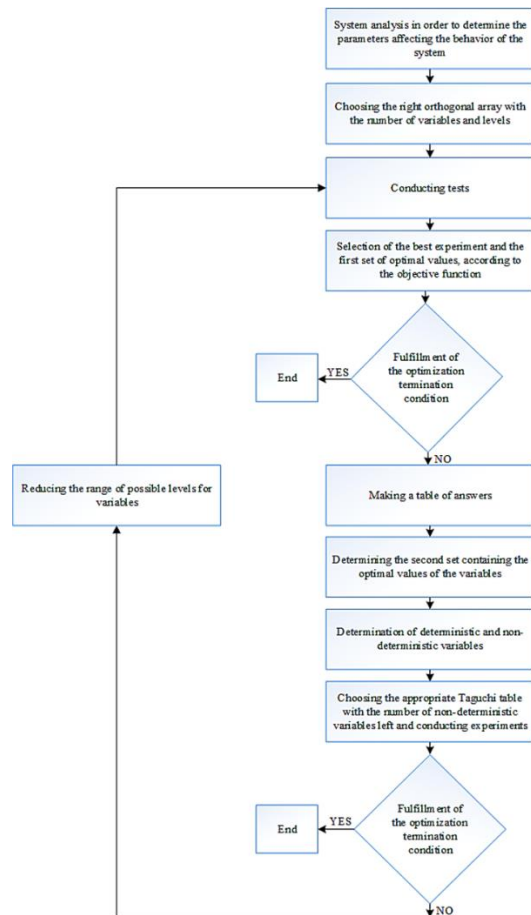 System analysis in order to determine the
parameters affecting the behavior of the
system
Choosing the right orthogonal array with
the number of variables and levels
Conducting tests
Selection of the best experiment and the
first set of optimal values, according to
the objective function
Fulfillment of
the optimization
termination
condition
YES
End
NO
Reducing the range of possible levels for
variables
Making a table of answers
Determining the second set containing the
optimal values of the variables
Determination of deterministic and non-
deterministic variables
Choosing the appropriate Taguchi table
with the number of non-deterministic
variables left and conducting experiments
Fulfillment of
the optimization
termination
condition
YES
End
NO